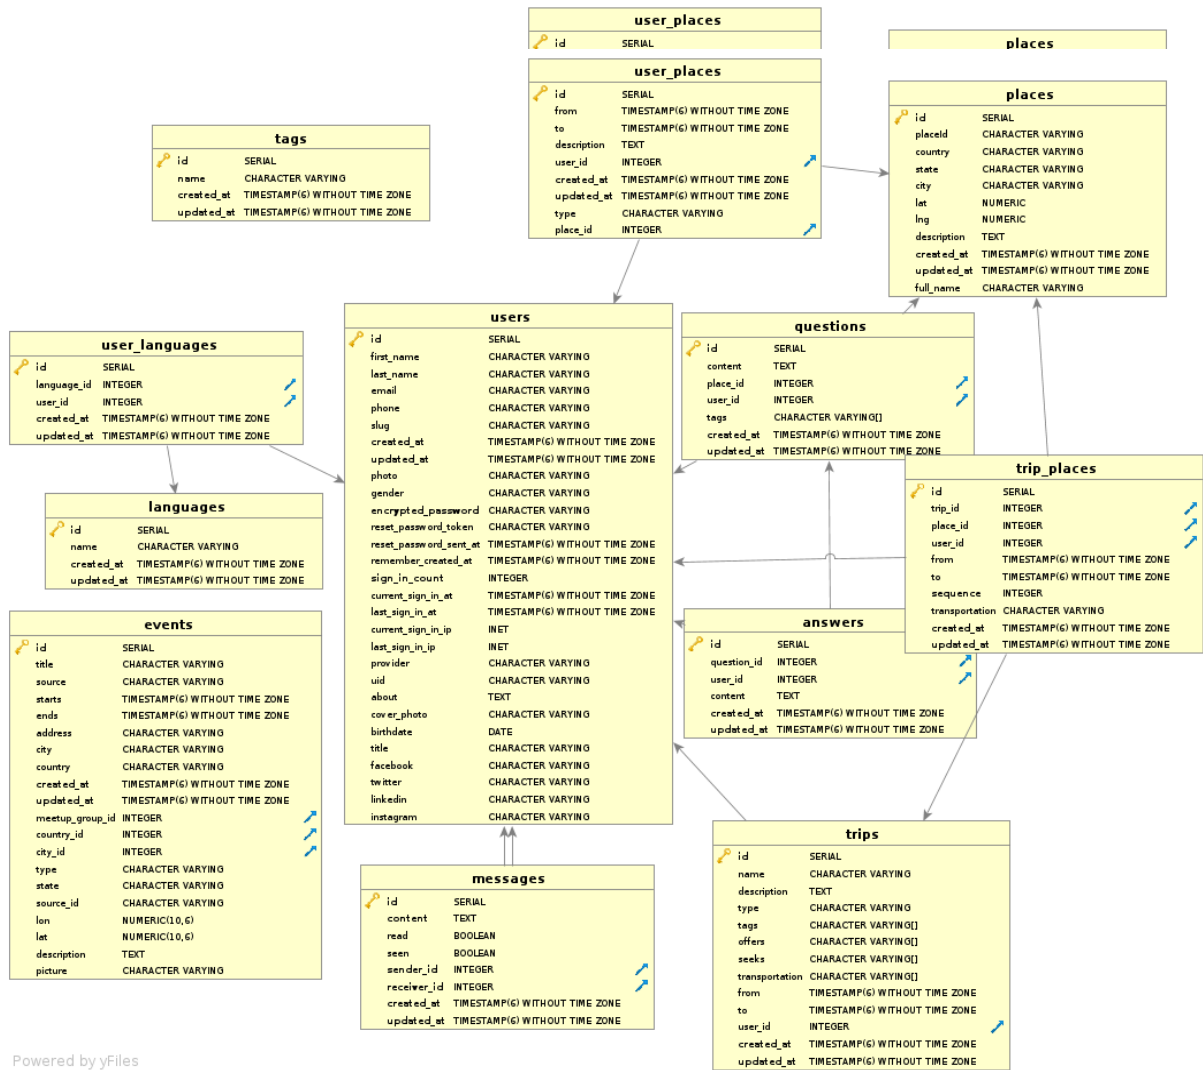 user_places
id SERIAL
places
user_places
id SERIAL
from TIMESTAMP(6) WITHOUT TIME ZONE
to TIMESTAMP(6) WITHOUT TIME ZONE
description TEXT
user_id INTEGER
created_at TIMESTAMP(6) WITHOUT TIME ZONE
updated_at TIMESTAMP(6) WITHOUT TIME ZONE
type CHARACTER VARYING
place_id INTEGER
places
id SERIAL
placeId CHARACTER VARYING
country CHARACTER VARYING
state CHARACTER VARYING
city CHARACTER VARYING
lat NUMERIC
lng NUMERIC
description TEXT
created_at TIMESTAMP(6) WITHOUT TIME ZONE
updated_at TIMESTAMP(6) WITHOUT TIME ZONE
full_name CHARACTER VARYING
tags
id SERIAL
name CHARACTER VARYING
created_at TIMESTAMP(6) WITHOUT TIME ZONE
updated_at TIMESTAMP(6) WITHOUT TIME ZONE
user_languages
id SERIAL
language_id INTEGER
user_id INTEGER
created_at TIMESTAMP(6) WITHOUT TIME ZONE
updated_at TIMESTAMP(6) WITHOUT TIME ZONE
users
id SERIAL
first_name CHARACTER VARYING
last_name CHARACTER VARYING
email CHARACTER VARYING
phone CHARACTER VARYING
slug CHARACTER VARYING
created_at TIMESTAMP(6) WITHOUT TIME ZONE
updated_at TIMESTAMP(6) WITHOUT TIME ZONE
photo CHARACTER VARYING
gender CHARACTER VARYING
encrypted_password CHARACTER VARYING
reset_password_token CHARACTER VARYING
reset_password_sent_at TIMESTAMP(6) WITHOUT TIME ZONE
remember_created_at TIMESTAMP(6) WITHOUT TIME ZONE
sign_in_count INTEGER
current_sign_in_at TIMESTAMP(6) WITHOUT TIME ZONE
last_sign_in_at TIMESTAMP(6) WITHOUT TIME ZONE
current_sign_in_ip INET
last_sign_in_ip INET
provider CHARACTER VARYING
uid CHARACTER VARYING
about TEXT
cover_photo CHARACTER VARYING
birthdate DATE
title CHARACTER VARYING
facebook CHARACTER VARYING
twitter CHARACTER VARYING
linkedin CHARACTER VARYING
instagram CHARACTER VARYING
questions
id SERIAL
content TEXT
place_id INTEGER
user_id INTEGER
tags CHARACTER VARYING[]
created_at TIMESTAMP(6) WITHOUT TIME ZONE
updated_at TIMESTAMP(6) WITHOUT TIME ZONE
trip_places
id SERIAL
trip_id INTEGER
place_id INTEGER
user_id INTEGER
from TIMESTAMP(6) WITHOUT TIME ZONE
to TIMESTAMP(6) WITHOUT TIME ZONE
sequence INTEGER
transportation CHARACTER VARYING
created_at TIMESTAMP(6) WITHOUT TIME ZONE
updated_at TIMESTAMP(6) WITHOUT TIME ZONE
languages
id SERIAL
name CHARACTER VARYING
created_at TIMESTAMP(6) WITHOUT TIME ZONE
updated_at TIMESTAMP(6) WITHOUT TIME ZONE
events
id SERIAL
title CHARACTER VARYING
source CHARACTER VARYING
starts TIMESTAMP(6) WITHOUT TIME ZONE
ends TIMESTAMP(6) WITHOUT TIME ZONE
address CHARACTER VARYING
city CHARACTER VARYING
country CHARACTER VARYING
created_at TIMESTAMP(6) WITHOUT TIME ZONE
updated_at TIMESTAMP(6) WITHOUT TIME ZONE
meetup_group_id INTEGER
country_id INTEGER
city_id INTEGER
type CHARACTER VARYING
state CHARACTER VARYING
source_id CHARACTER VARYING
lon NUMERIC(10,6)
lat NUMERIC(10,6)
description TEXT
picture CHARACTER VARYING
answers
id SERIAL
question_id INTEGER
user_id INTEGER
content TEXT
created_at TIMESTAMP(6) WITHOUT TIME ZONE
updated_at TIMESTAMP(6) WITHOUT TIME ZONE
messages
id SERIAL
content TEXT
read BOOLEAN
seen BOOLEAN
sender_id INTEGER
receiver_id INTEGER
created_at TIMESTAMP(6) WITHOUT TIME ZONE
updated_at TIMESTAMP(6) WITHOUT TIME ZONE
trips
id SERIAL
name CHARACTER VARYING
description TEXT
type CHARACTER VARYING
tags CHARACTER VARYING[]
offers CHARACTER VARYING[]
seeks CHARACTER VARYING[]
transportation CHARACTER VARYING[]
from TIMESTAMP(6) WITHOUT TIME ZONE
to TIMESTAMP(6) WITHOUT TIME ZONE
user_id INTEGER
created_at TIMESTAMP(6) WITHOUT TIME ZONE
updated_at TIMESTAMP(6) WITHOUT TIME ZONE
Powered by yFiles